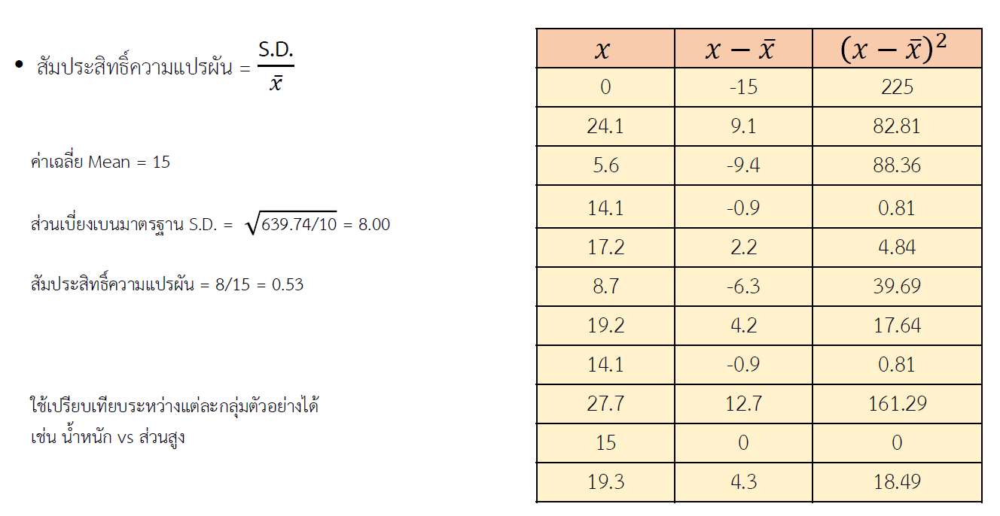 • สัมประสิทธิ์ความแปรผัน = S.D. / x̄
ค่าเฉลี่ย Mean = 15
ส่วนเบี่ยงเบนมาตรฐาน S.D. = √639.74/10 = 8.00
สัมประสิทธิ์ความแปรผัน = 8/15 = 0.53
ใช้เปรียบเทียบระหว่างแต่ละกลุ่มตัวอย่างได้
เช่น น้ำหนัก vs ส่วนสูง
x x − x̄ (x − x̄)²
0 -15 225
24.1 9.1 82.81
5.6 -9.4 88.36
14.1 -0.9 0.81
17.2 2.2 4.84
8.7 -6.3 39.69
19.2 4.2 17.64
14.1 -0.9 0.81
27.7 12.7 161.29
15 0 0
19.3 4.3 18.49